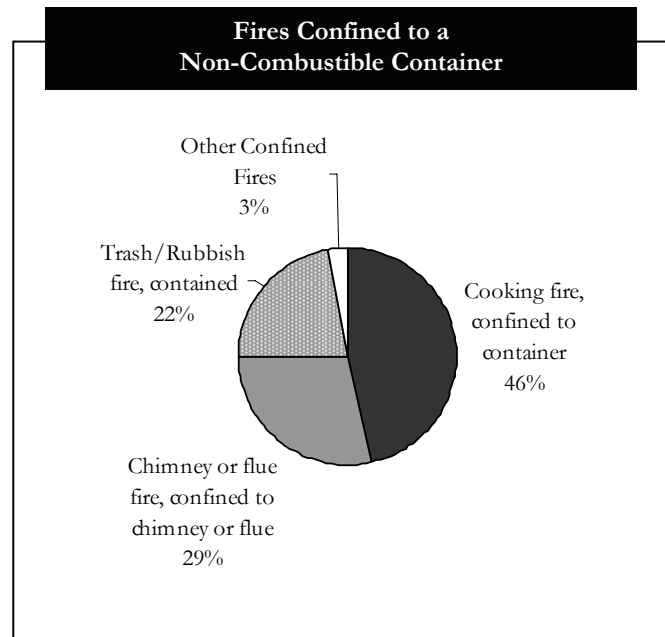 Fires Confined to a
Non-Combustible Container
Other Confined
Fires
3%
Trash/Rubbish
fire, contained
22%
Cooking fire,
confined to
container
46%
Chimney or flue
fire, confined to
chimney or flue
29%